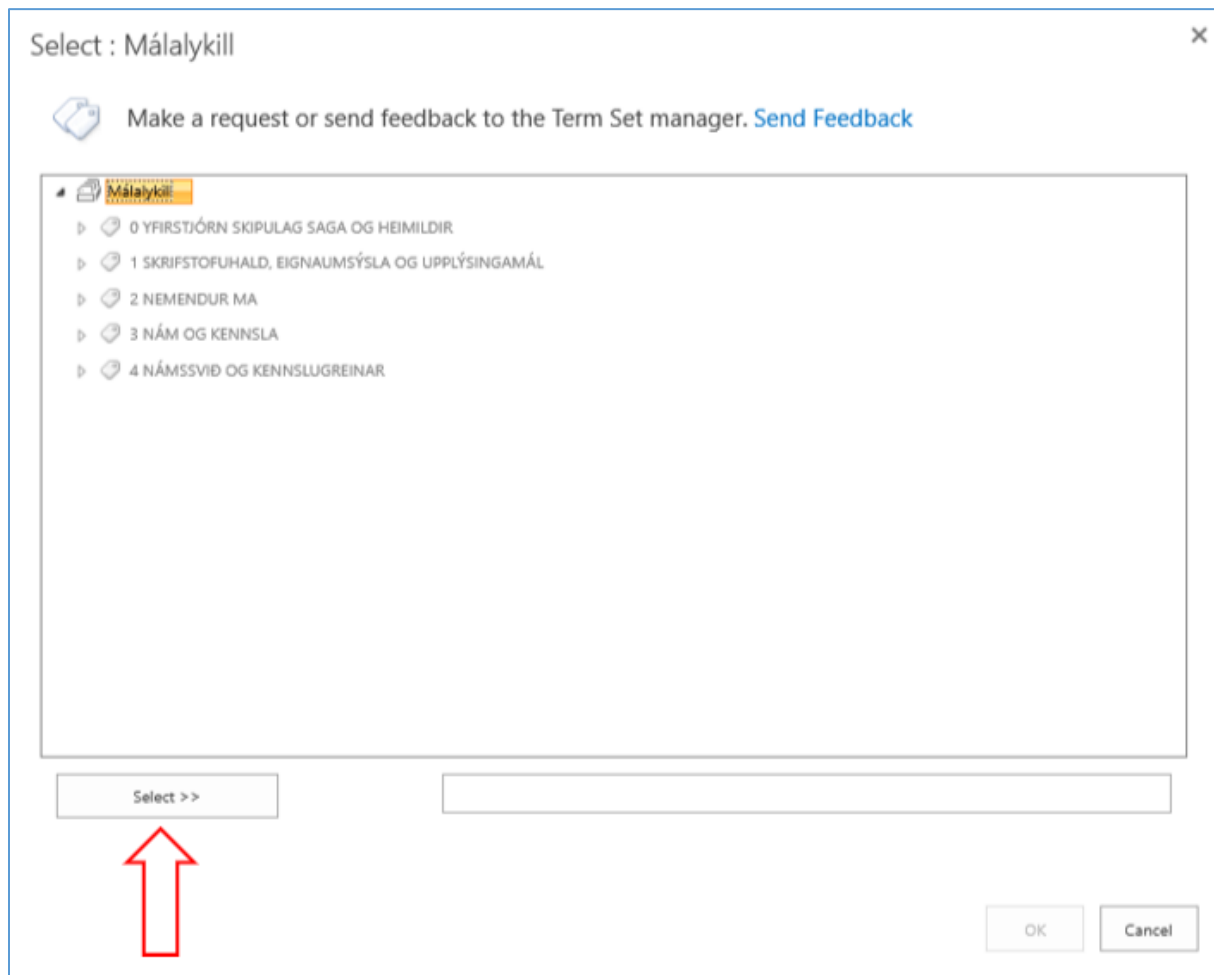 Select : Málalykill
Make a request or send feedback to the Term Set manager. Send Feedback
Málalykill
0 YFIRSTJÓRN SKIPULAG SAGA OG HEIMILDIR
1 SKRIFSTOFUHALD, EIGNAUMSÝSLA OG UPPLÝSINGAMÁL
2 NEMENDUR MA
3 NÁM OG KENNSLA
4 NÁMSSVIÐ OG KENNSLUGREINAR
Select >>
OK
Cancel